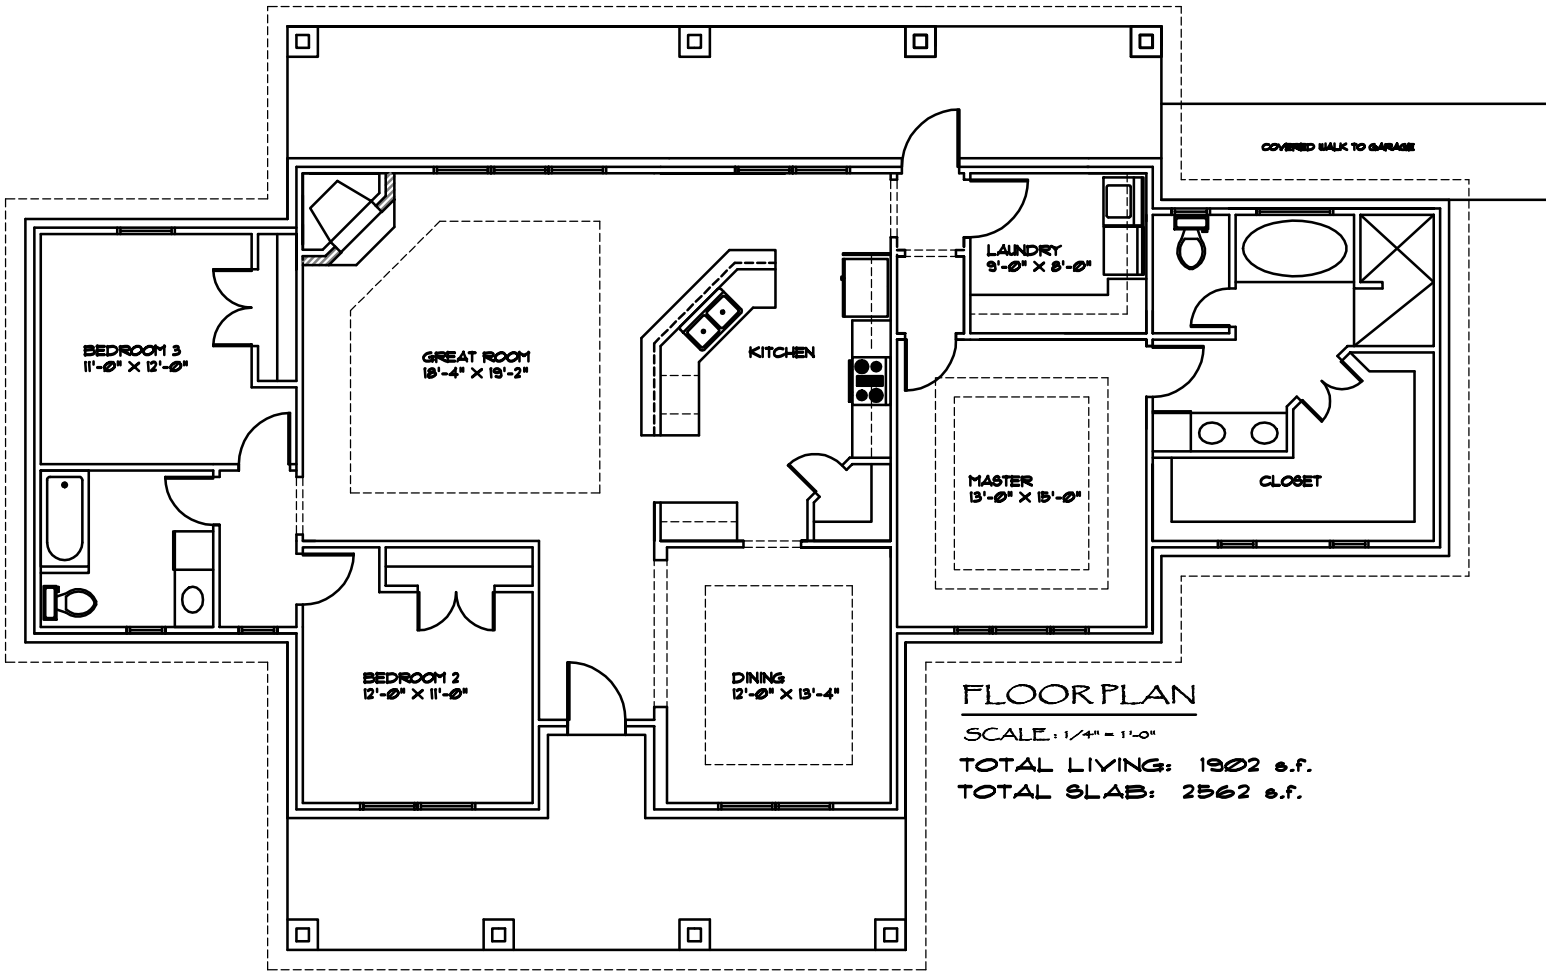 COVERED WALK TO GARAGE
LAUNDRY
9'-0" X 8'-0"
BEDROOM 3
11'-0" X 12'-0"
GREAT ROOM
18'-4" X 19'-2"
KITCHEN
MASTER
13'-0" X 15'-0"
CLOSET
BEDROOM 2
12'-0" X 11'-0"
DINING
12'-0" X 13'-4"
FLOOR PLAN
SCALE: 1/4" = 1'-0"
TOTAL LIVING: 1902 s.f.
TOTAL SLAB: 2562 s.f.